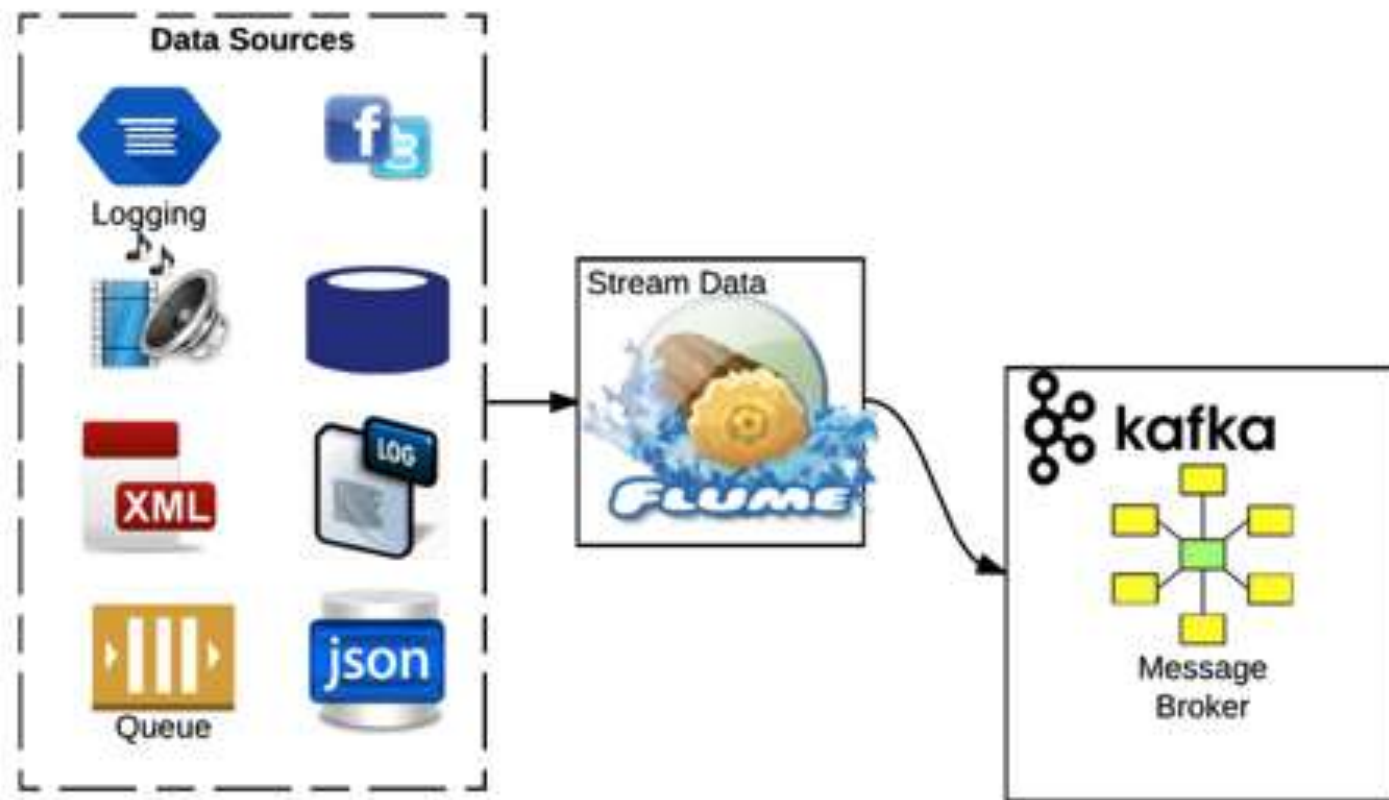 Data Sources
f
t
Logging
XML
LOG
Queue
json
Stream Data
FLUME
kafka
Message
Broker